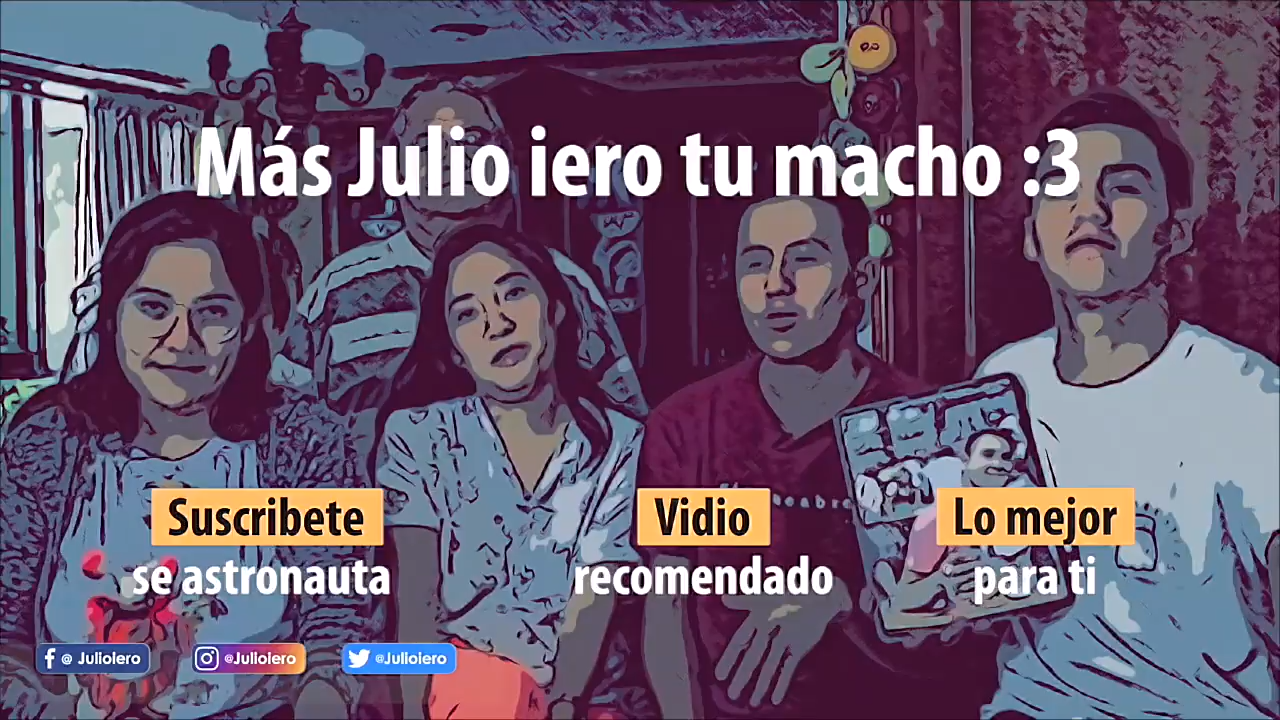 Más Julio iero tu macho :3
Suscribete
se astronauta
Vidio
recomendado
Lo mejor
para ti
@ Julioiero
@Julioiero
@Julioiero